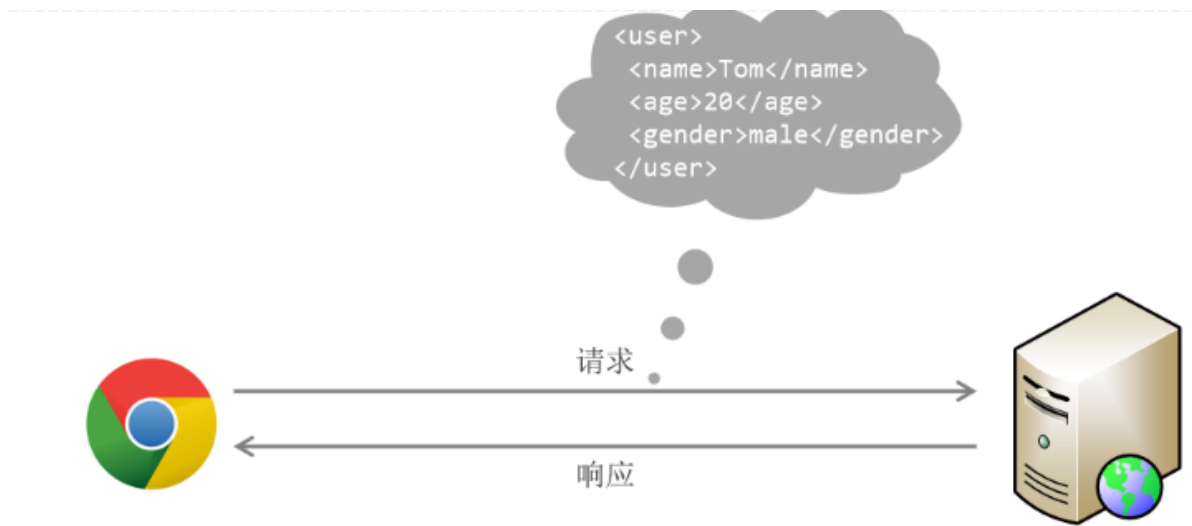 <user>
<name>Tom</name>
<age>20</age>
<gender>male</gender>
</user>
请求
响应